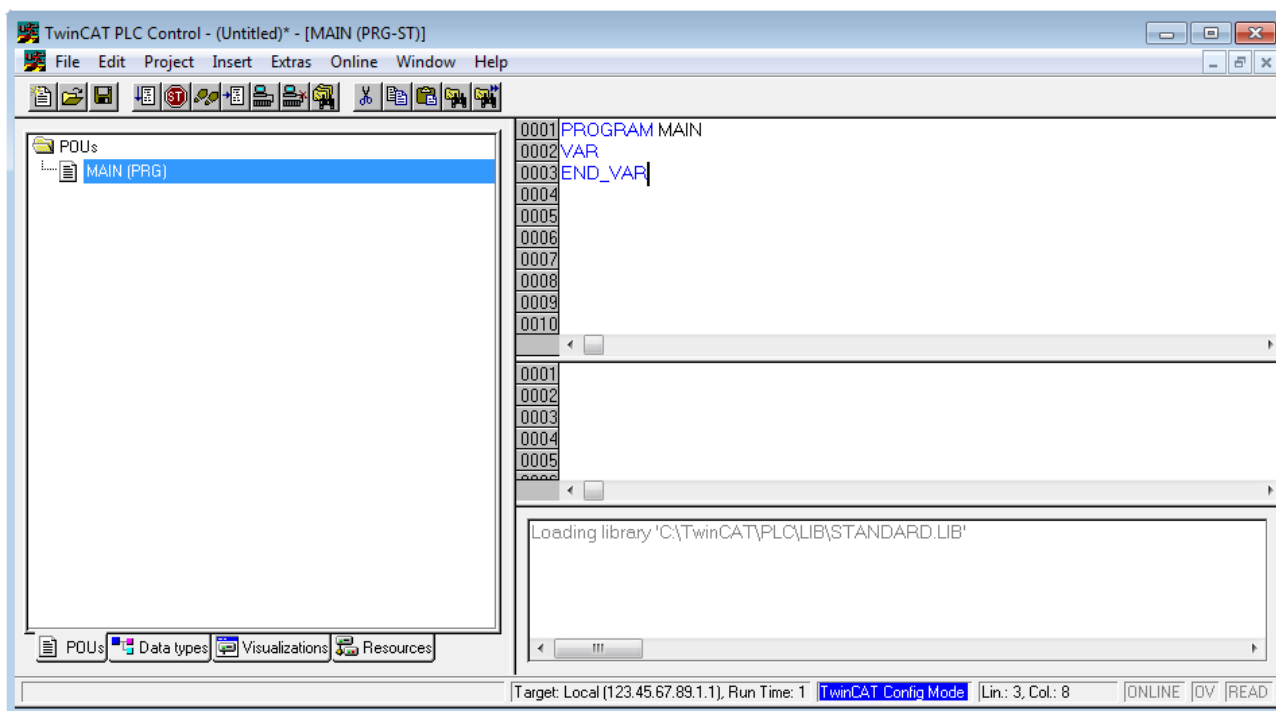 TwinCAT PLC Control - (Untitled)* - [MAIN (PRG-ST)]
File Edit Project Insert Extras Online Window Help
POUs
MAIN (PRG)
0001 PROGRAM MAIN
0002 VAR
0003 END_VAR
0004
0005
0006
0007
0008
0009
0010
0001
0002
0003
0004
0005
Loading library 'C:\TwinCAT\PLC\LIB\STANDARD.LIB'
POUs Data types Visualizations Resources
Target: Local (123.45.67.89.1.1), Run Time: 1 TwinCAT Config Mode Lin.: 3, Col.: 8 ONLINE OV READ